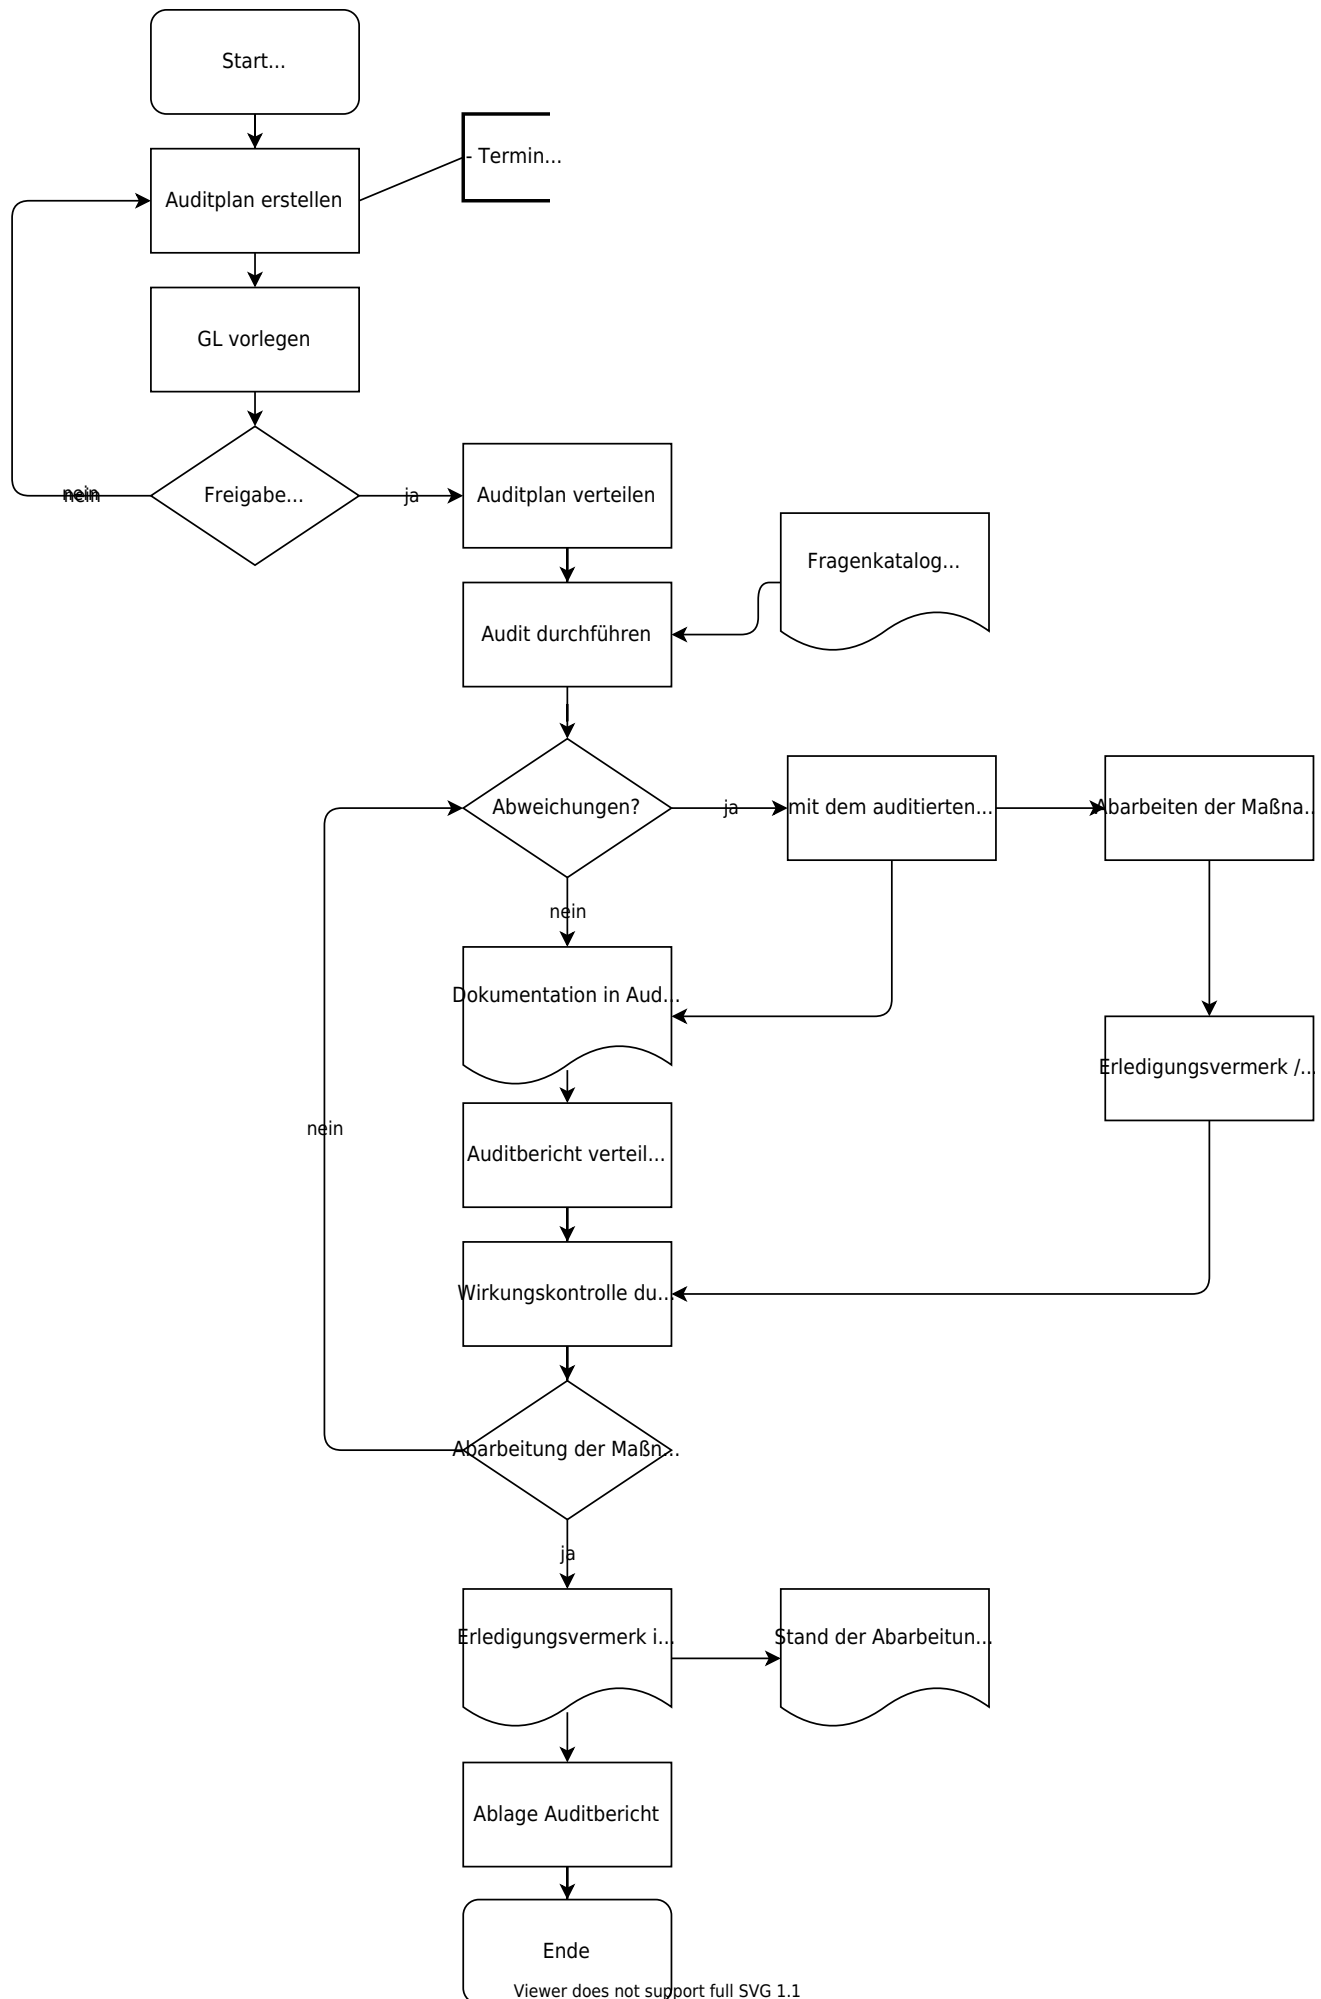 Start...
- Termin...
Auditplan erstellen
GL vorlegen
nein
nein
Freigabe...
ja
Auditplan verteilen
Fragenkatalog...
Audit durchführen
Abweichungen?
ja
mit dem auditierten...
Abarbeiten der Maßna...
nein
Dokumentation in Aud...
Erledigungsvermerk /...
nein
Auditbericht verteil...
Wirkungskontrolle du...
Abarbeitung der Maßn...
ja
Erledigungsvermerk i...
Stand der Abarbeitun...
Ablage Auditbericht
Ende
Viewer does not support full SVG 1.1